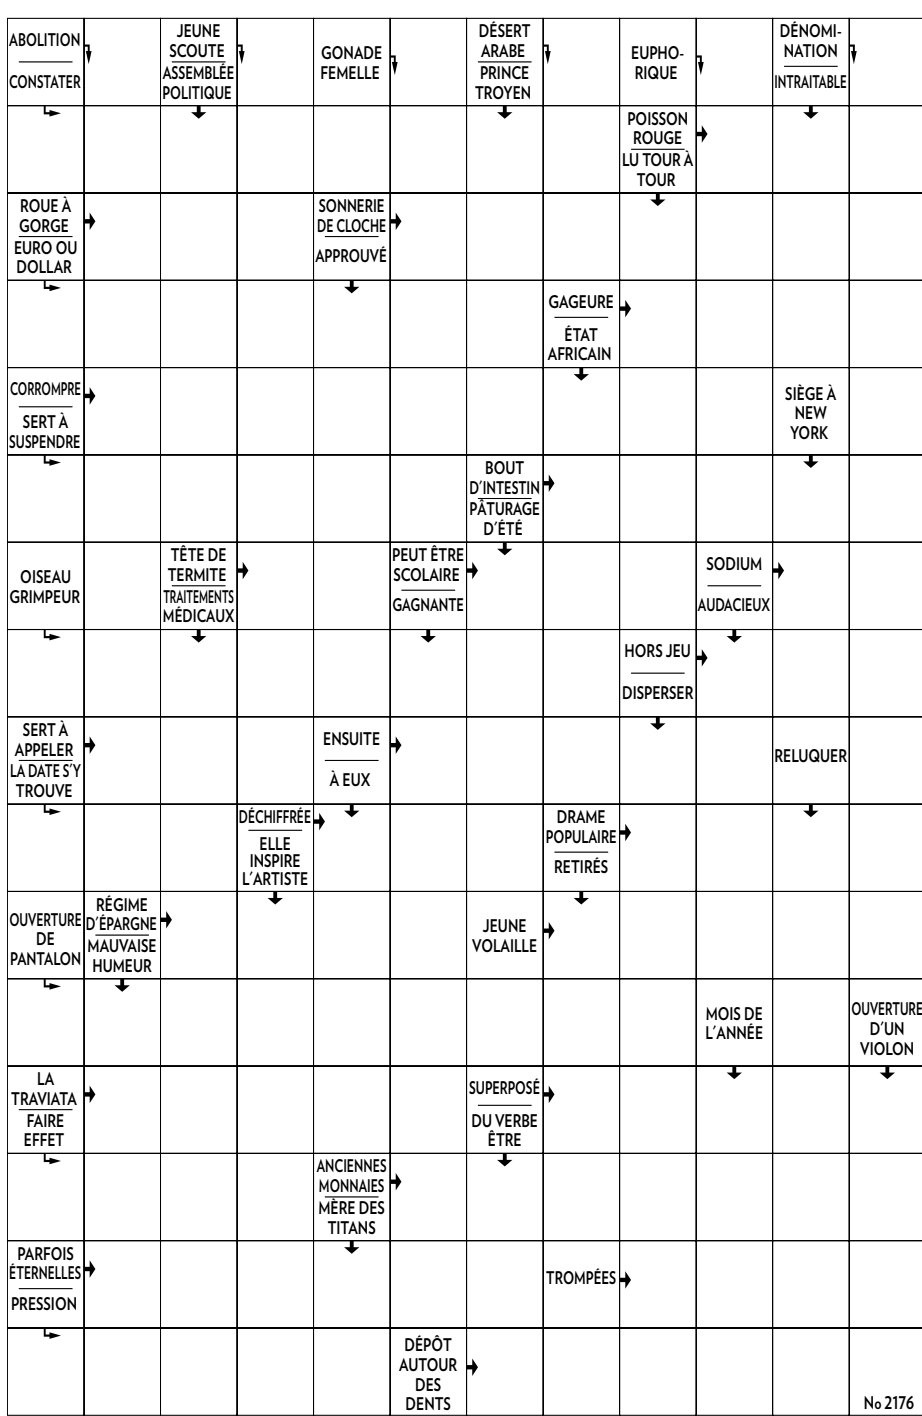 ABOLITION
CONSTATER
JEUNE
SCOUTE
ASSEMBLÉE
POLITIQUE
GONADE
FEMELLE
DÉSERT
ARABE
PRINCE
TROYEN
EUPHO-
RIQUE
DÉNOMI-
NATION
INTRAITABLE
POISSON
ROUGE
LU TOUR À
TOUR
ROUE À
GORGE
EURO OU
DOLLAR
SONNERIE
DE CLOCHE
APPROUVÉ
GAGEURE
ÉTAT
AFRICAIN
CORROMPRE
SERT À
SUSPENDRE
SIÈGE À
NEW
YORK
BOUT
D'INTESTIN
PÂTURAGE
D'ÉTÉ
OISEAU
GRIMPEUR
TÊTE DE
TERMITE
TRAITEMENTS
MÉDICAUX
PEUT ÊTRE
SCOLAIRE
GAGNANTE
SODIUM
AUDACIEUX
HORS JEU
DISPERSER
SERT À
APPELER
LA DATE S'Y
TROUVE
ENSUITE
À EUX
RELUQUER
DÉCHIFFRÉE
ELLE
INSPIRE
L'ARTISTE
DRAME
POPULAIRE
RETIRÉS
OUVERTURE
DE
PANTALON
RÉGIME
D'ÉPARGNE
MAUVAISE
HUMEUR
JEUNE
VOLAILLE
MOIS DE
L'ANNÉE
OUVERTURE
D'UN
VIOLON
LA
TRAVIATA
FAIRE
EFFET
SUPERPOSÉ
DU VERBE
ÊTRE
ANCIENNES
MONNAIES
MÈRE DES
TITANS
PARFOIS
ÉTERNELLES
PRESSION
TROMPÉES
DÉPÔT
AUTOUR
DES
DENTS
No 2176